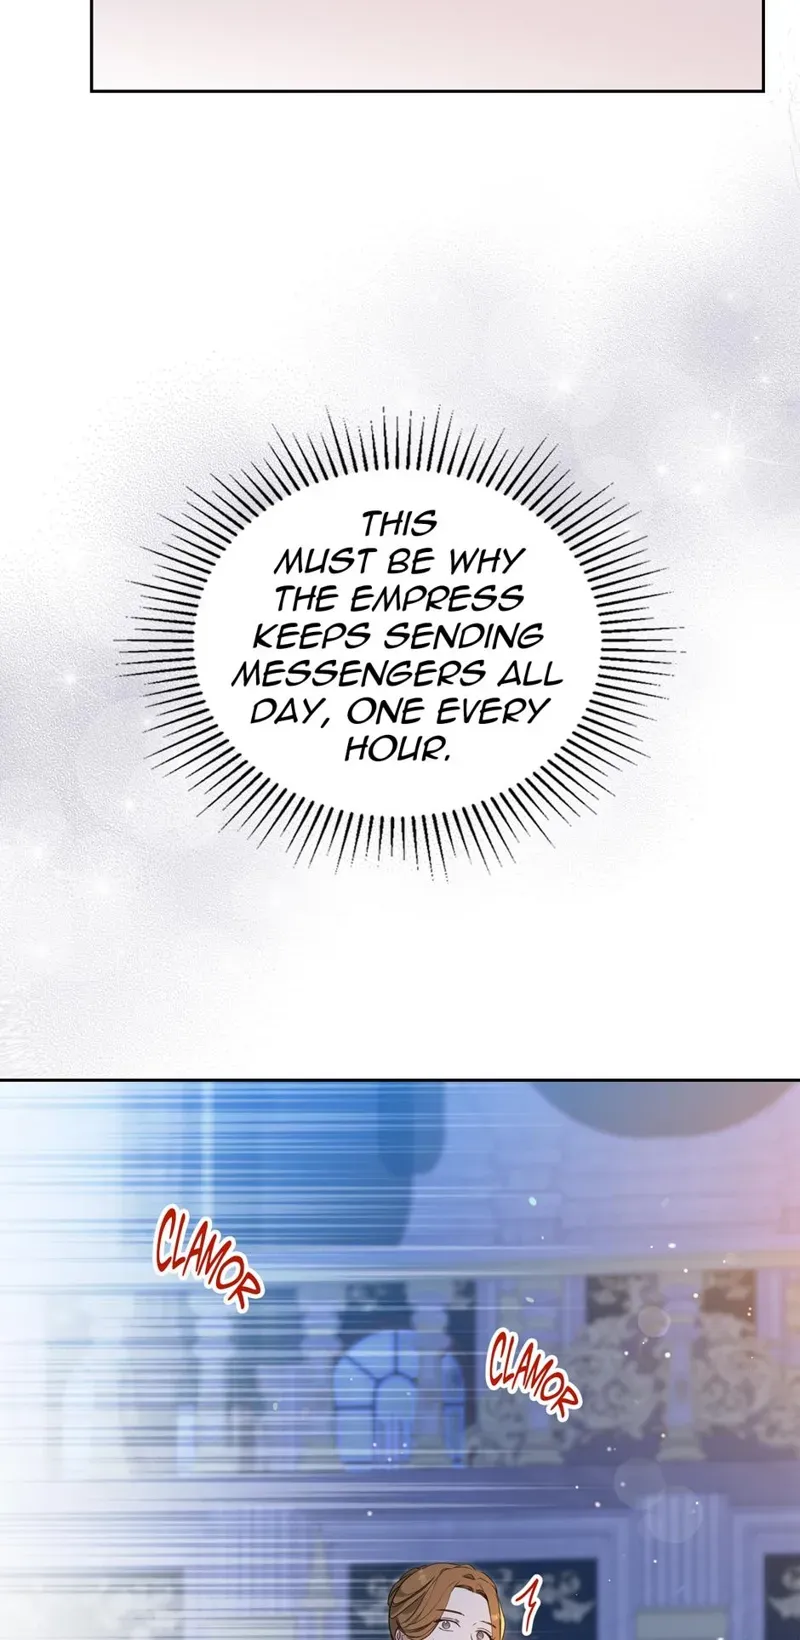 THIS
MUST BE WHY
THE EMPRESS
KEEPS SENDING
MESSENGERS ALL
DAY, ONE EVERY
HOUR.
CLAMOR
CLAMOR